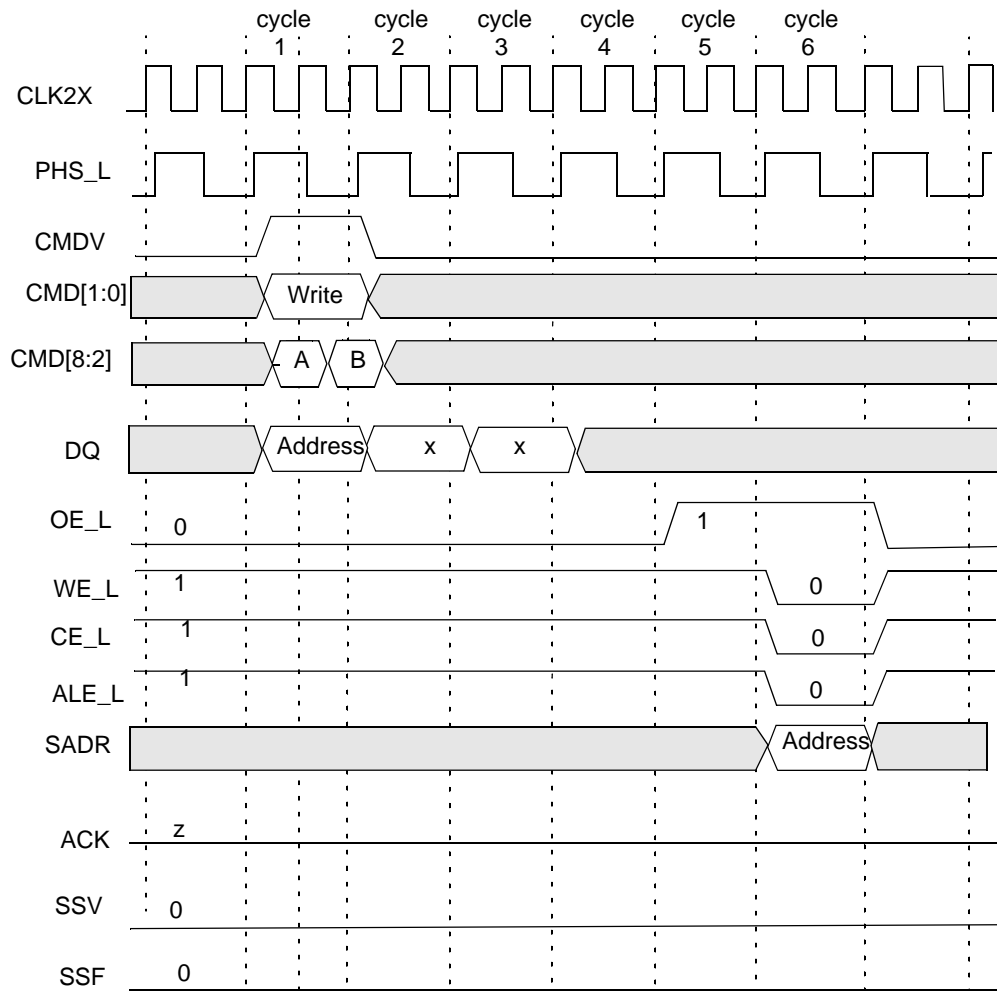 cycle cycle cycle cycle cycle cycle
1 2 3 4 5 6
CLK2X
PHS_L
CMDV
CMD[1:0] Write
CMD[8:2] A B
DQ Address x x
OE_L 0 1
WE_L 1 0
CE_L 1 0
ALE_L 1 0
SADR Address
ACK z
SSV 0
SSF 0